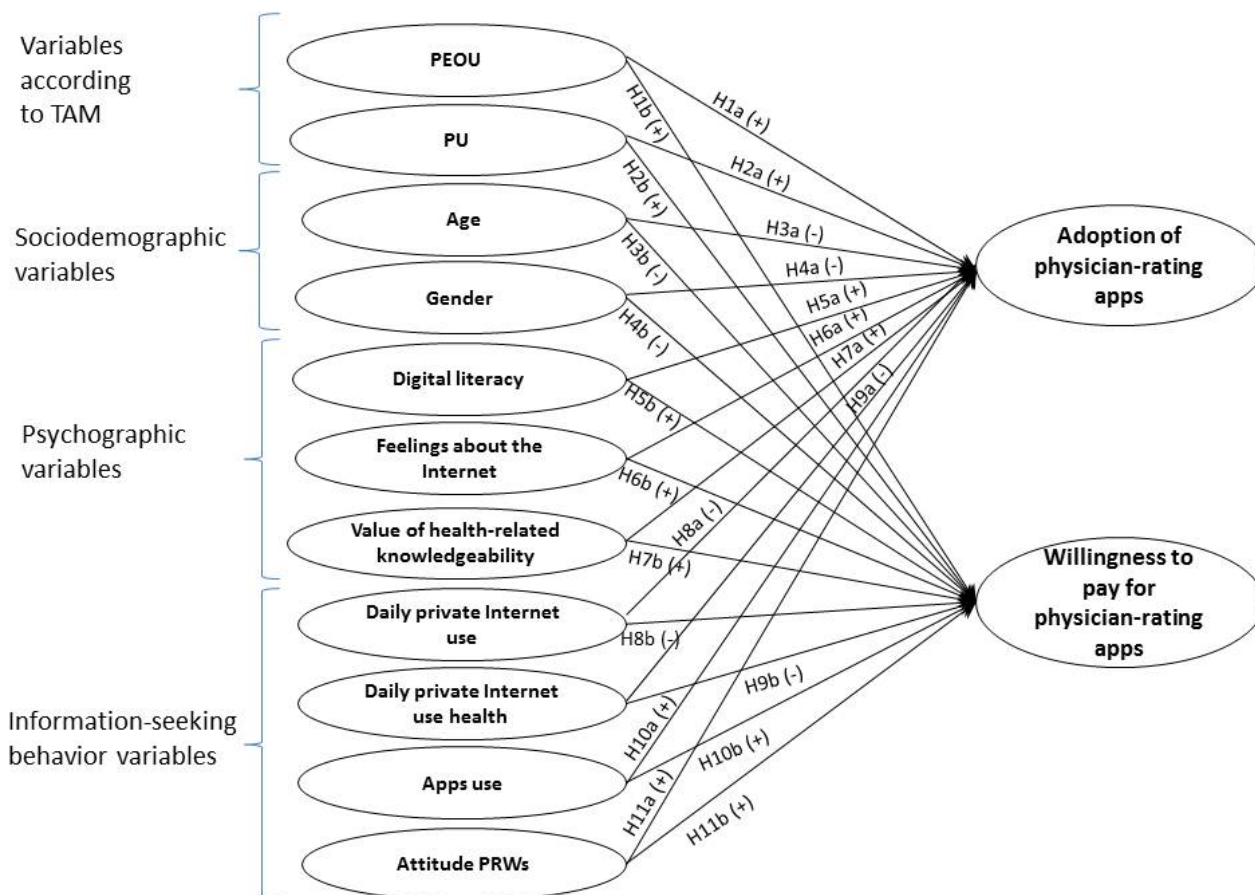 Variables
according
to TAM
Sociodemographic
variables
Psychographic
variables
Information-seeking
behavior variables
PEOU
PU
Age
Gender
Digital literacy
Feelings about the
Internet
Value of health-related
knowledgeability
Daily private Internet
use
Daily private Internet
use health
Apps use
Attitude PRWs
H1a (+)
H1b (+)
H2a (+)
H2b (+)
H3a (-)
H3b (-)
H4a (-)
H4b (-)
H5a (+)
H5b (+)
H6a (+)
H6b (+)
H7a (+)
H7b (+)
H8a (-)
H8b (-)
H9a (-)
H9b (-)
H10a (+)
H10b (+)
H11a (+)
H11b (+)
Adoption of
physician-rating
apps
Willingness to
pay for
physician-rating
apps